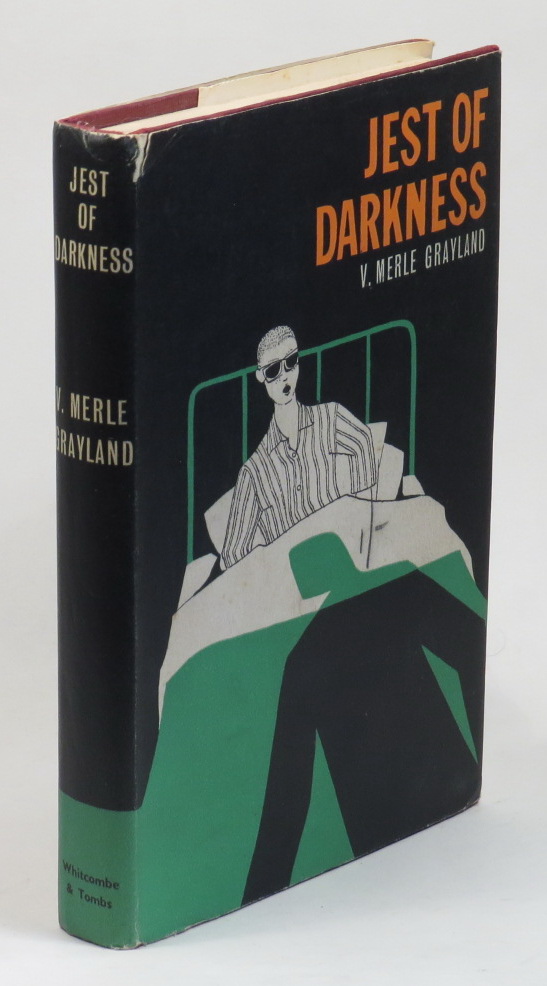 JEST
OF
DARKNESS
V. MERLE
GRAYLAND
Whitcombe
& Tombs
JEST OF
DARKNESS
V. MERLE GRAYLAND